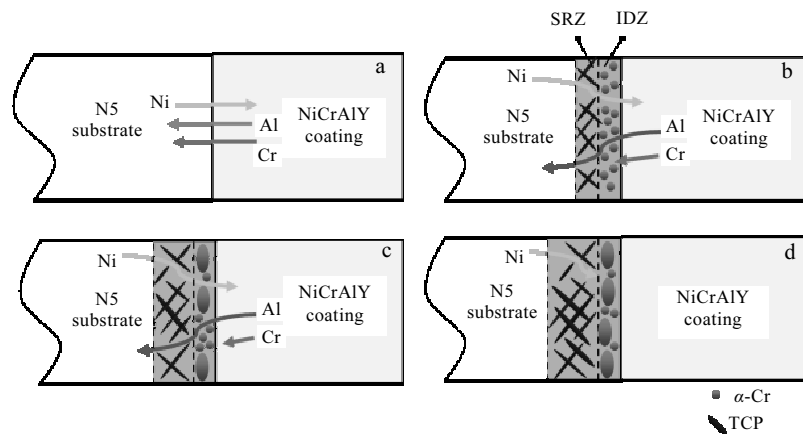 a
N5
substrate
Ni
Al
Cr
NiCrAlY
coating
SRZ IDZ
b
Ni
N5
substrate
Al
Cr
NiCrAlY
coating
c
Ni
N5
substrate
Al
Cr
NiCrAlY
coating
d
Ni
N5
substrate
NiCrAlY
coating
α-Cr
TCP